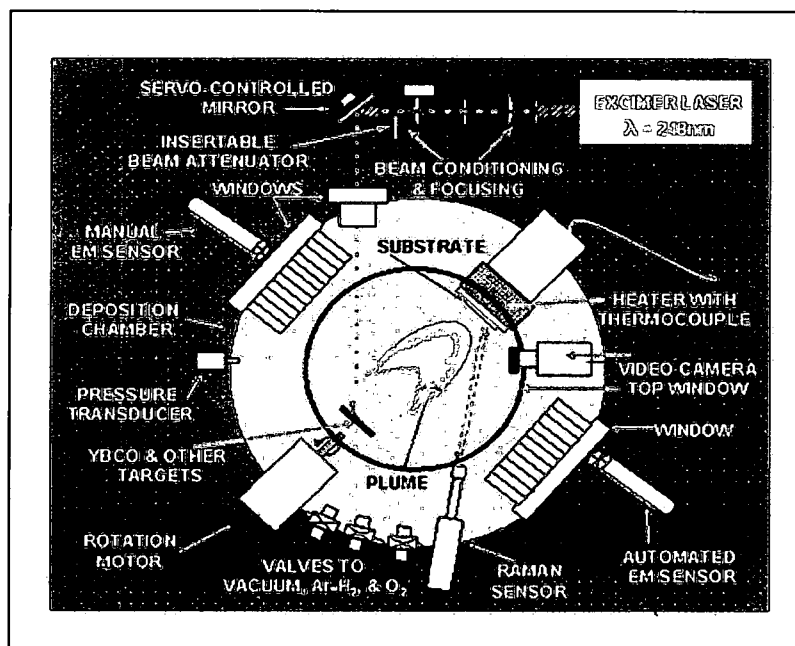 SERVO-CONTROLLED
MIRROR
EXCIMER LASER
λ = 248nm
INSERTABLE
BEAM ATTENUATOR
BEAM CONDITIONING
& FOCUSING
WINDOWS
MANUAL
EM SENSOR
SUBSTRATE
DEPOSITION
CHAMBER
HEATER WITH
THERMOCOUPLE
VIDEO CAMERA
TOP WINDOW
PRESSURE
TRANSDUCER
WINDOW
YBCO & OTHER
TARGETS
PLUME
ROTATION
MOTOR
VALVES TO
VACUUM, Ar-H₂, & O₂
RAMAN
SENSOR
AUTOMATED
EM SENSOR